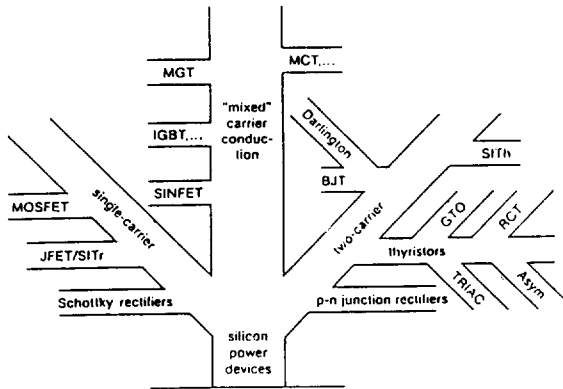 MGT
MCT,...
"mixed"
carrier
conduc-
tion
IGBT,...
Darlington
SITh
BJT
SINFET
single-carrier
two-carrier
MOSFET
GTO
RCT
JFET/SITr
thyristors
Schottky rectifiers
p-n junction rectifiers
TRIAC
Asym
silicon
power
devices